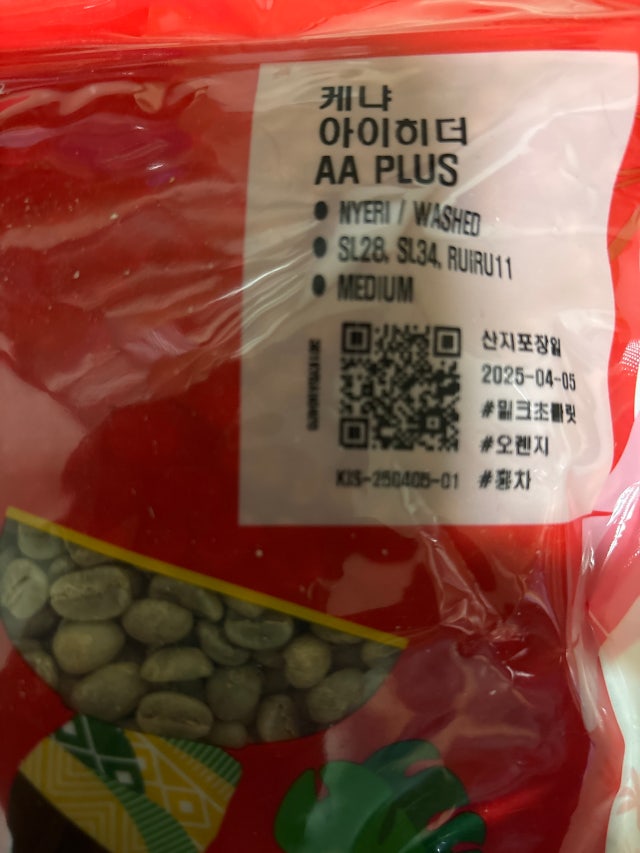 케냐
아이히더
AA PLUS
● NYERI / WASHED
● SL28, SL34, RUIRU11
● MEDIUM
산지포장일
2025-04-05
#밀크초콜릿
#오렌지
#홍차
KIS-250405-01